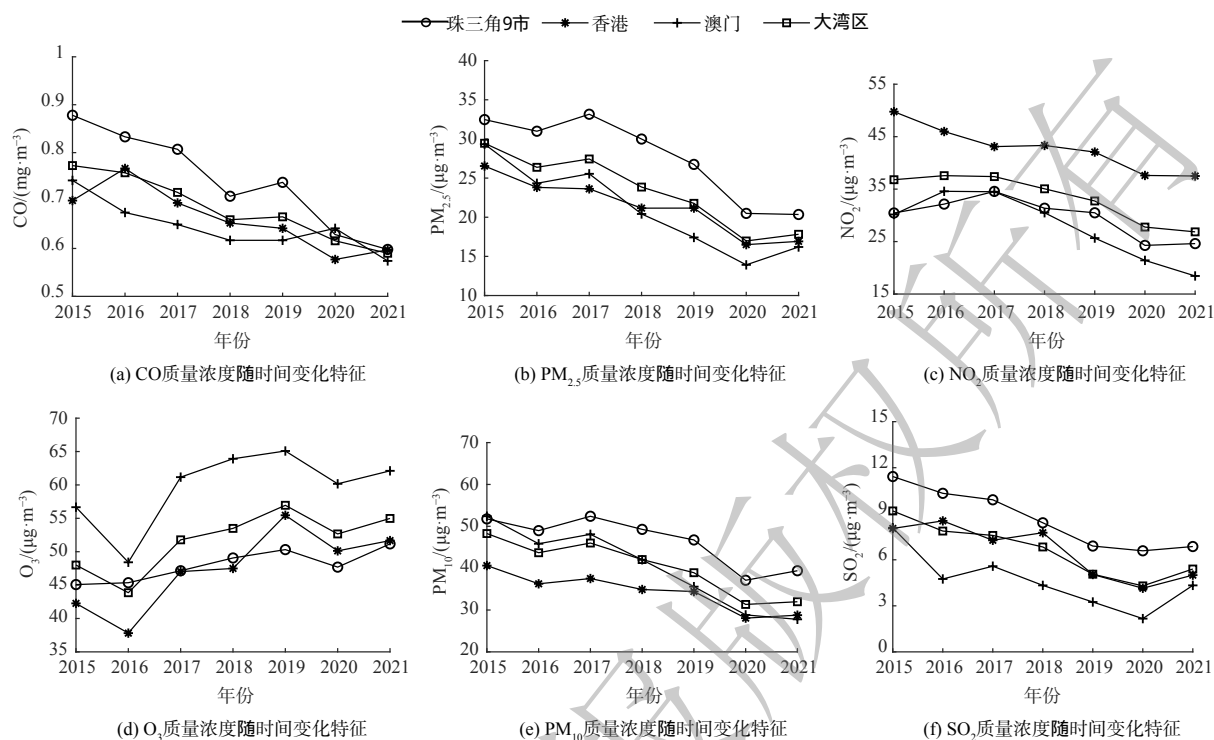 珠三角9市 香港 澳门 大湾区
CO/(mg·m⁻³)
1
0.9
0.8
0.7
0.6
0.5
2015 2016 2017 2018 2019 2020 2021
年份
(a) CO质量浓度随时间变化特征
PM₂.₅/(μg·m⁻³)
40
35
30
25
20
15
10
2015 2016 2017 2018 2019 2020 2021
年份
(b) PM₂.₅质量浓度随时间变化特征
NO₂/(μg·m⁻³)
55
45
35
25
15
2015 2016 2017 2018 2019 2020 2021
年份
(c) NO₂质量浓度随时间变化特征
O₃/(μg·m⁻³)
70
65
60
55
50
45
40
35
2015 2016 2017 2018 2019 2020 2021
年份
(d) O₃质量浓度随时间变化特征
PM₁₀/(μg·m⁻³)
70
60
50
40
30
20
2015 2016 2017 2018 2019 2020 2021
年份
(e) PM₁₀质量浓度随时间变化特征
SO₂/(μg·m⁻³)
15
12
9
6
3
0
2015 2016 2017 2018 2019 2020 2021
年份
(f) SO₂质量浓度随时间变化特征
版权所有